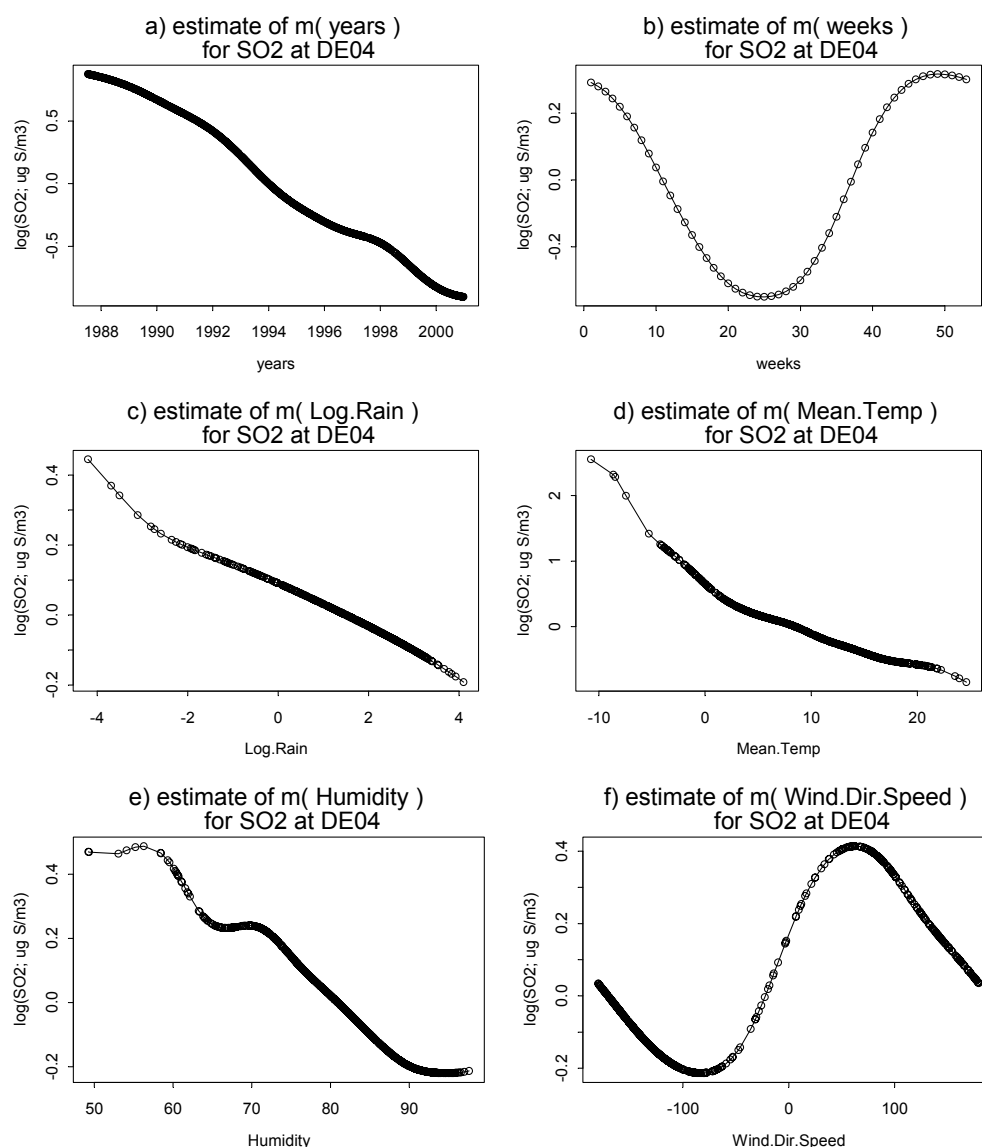 a) estimate of m( years )
for SO2 at DE04
log(SO2; ug S/m3)
0.5
0.0
-0.5
1988 1990 1992 1994 1996 1998 2000
years
b) estimate of m( weeks )
for SO2 at DE04
log(SO2; ug S/m3)
0.2
0.0
-0.2
0 10 20 30 40 50
weeks
c) estimate of m( Log.Rain )
for SO2 at DE04
log(SO2; ug S/m3)
0.4
0.2
0.0
-0.2
-4 -2 0 2 4
Log.Rain
d) estimate of m( Mean.Temp )
for SO2 at DE04
log(SO2; ug S/m3)
2
1
0
-10 0 10 20
Mean.Temp
e) estimate of m( Humidity )
for SO2 at DE04
log(SO2; ug S/m3)
0.4
0.2
0.0
-0.2
50 60 70 80 90
Humidity
f) estimate of m( Wind.Dir.Speed )
for SO2 at DE04
log(SO2; ug S/m3)
0.4
0.2
0.0
-0.2
-100 0 100
Wind.Dir.Speed